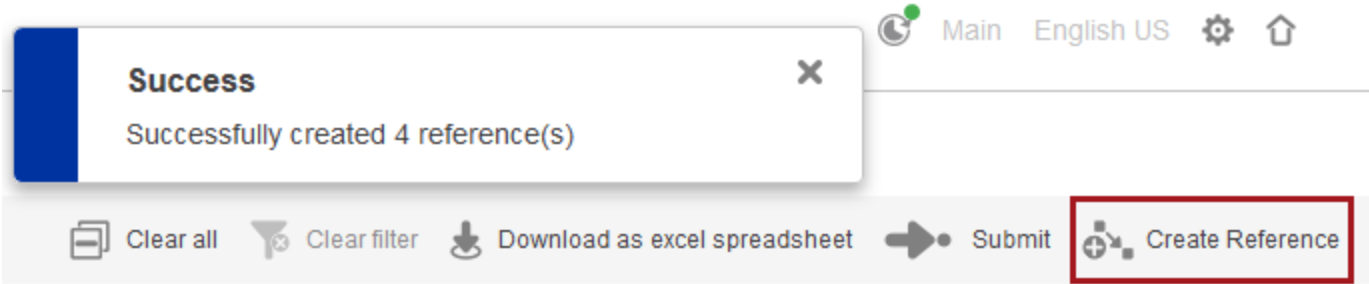 Main English US
Success
Successfully created 4 reference(s)
Clear all Clear filter Download as excel spreadsheet Submit Create Reference